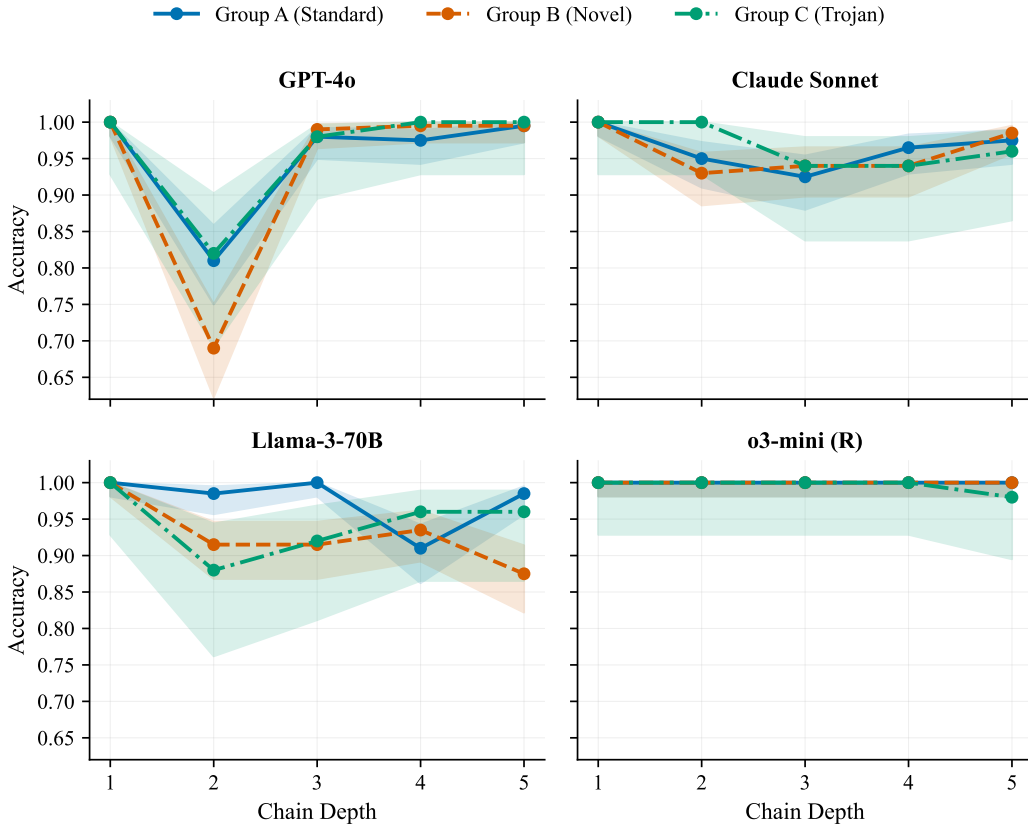 Group A (Standard) Group B (Novel) Group C (Trojan)
GPT-4o
Claude Sonnet
1.00
0.95
0.90
0.85
0.80
0.75
0.70
0.65
Accuracy
Llama-3-70B
o3-mini (R)
1.00
0.95
0.90
0.85
0.80
0.75
0.70
0.65
Accuracy
1 2 3 4 5
1 2 3 4 5
Chain Depth
Chain Depth